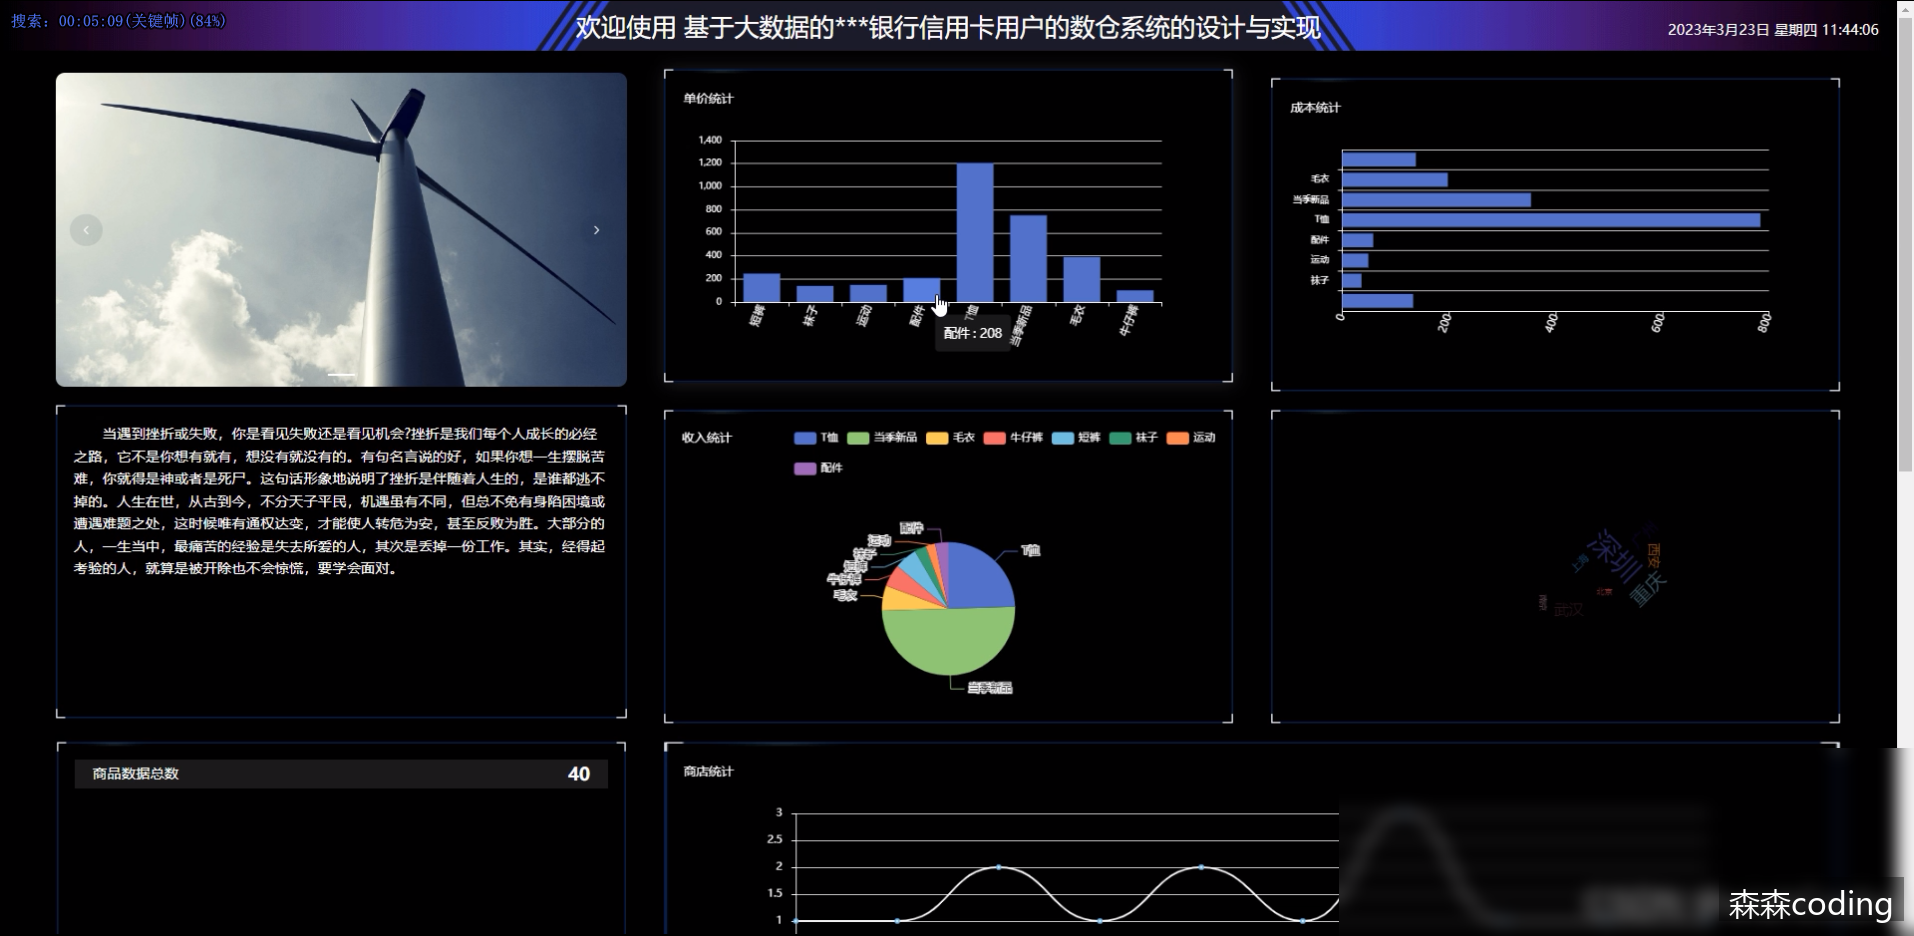 搜索：00:05:09(关键帧)(84%)
欢迎使用 基于大数据的***银行信用卡用户的数仓系统的设计与实现
2023年3月23日 星期四 11:44:06
单价统计
1,400
1,200
1,000
800
600
400
200
0
短裤
袜子
运动
配件
T恤
当季新品
毛衣
牛仔裤
配件 : 208
成本统计
毛衣
当季新品
T恤
配件
运动
袜子
0
200
400
600
800
当遇到挫折或失败，你是看见失败还是看见机会?挫折是我们每个人成长的必经
之路，它不是你想有就有，想没有就没有的。有句名言说的好，如果你想一生摆脱苦
难，你就得是神或者是死尸。这句话形象地说明了挫折是伴随着人生的，是谁都逃不
掉的。人生在世，从古到今，不分天子平民，机遇虽有不同，但总不免有身陷困境或
遭遇难题之处，这时候唯有通权达变，才能使人转危为安，甚至反败为胜。大部分的
人，一生当中，最痛苦的经验是失去所爱的人，其次是丢掉一份工作。其实，经得起
考验的人，就算是被开除也不会惊慌，要学会面对。
收入统计
T恤 当季新品 毛衣 牛仔裤 短裤 袜子 运动
配件
配件
运动
袜子
短裤
牛仔裤
毛衣
T恤
当季新品
深圳
西安
上海
重庆
北京
武汉
商品数据总数 40
商店统计
3
2.5
2
1.5
1
森森coding